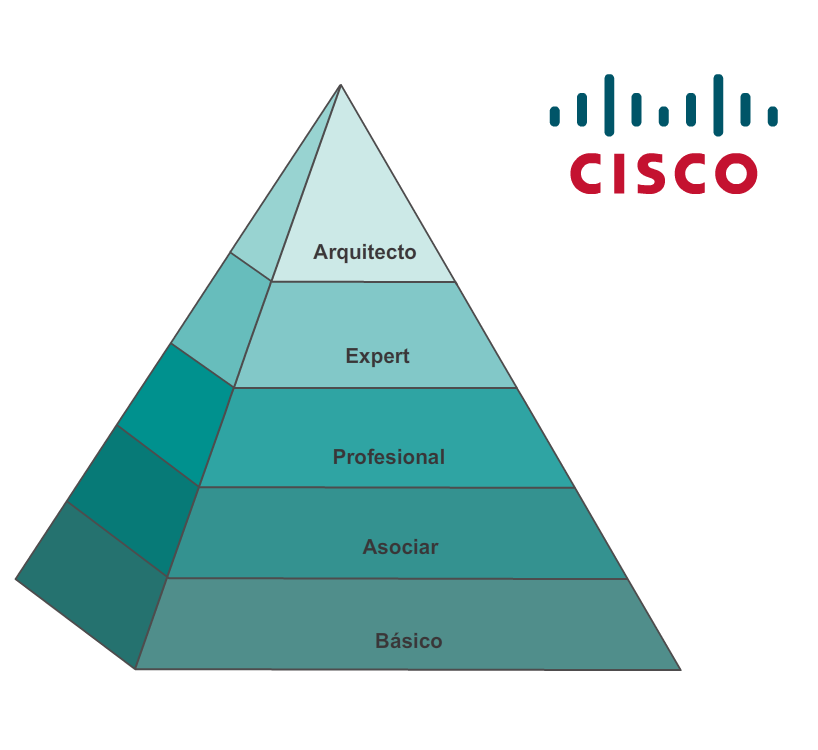 CISCO
Arquitecto
Expert
Profesional
Asociar
Básico